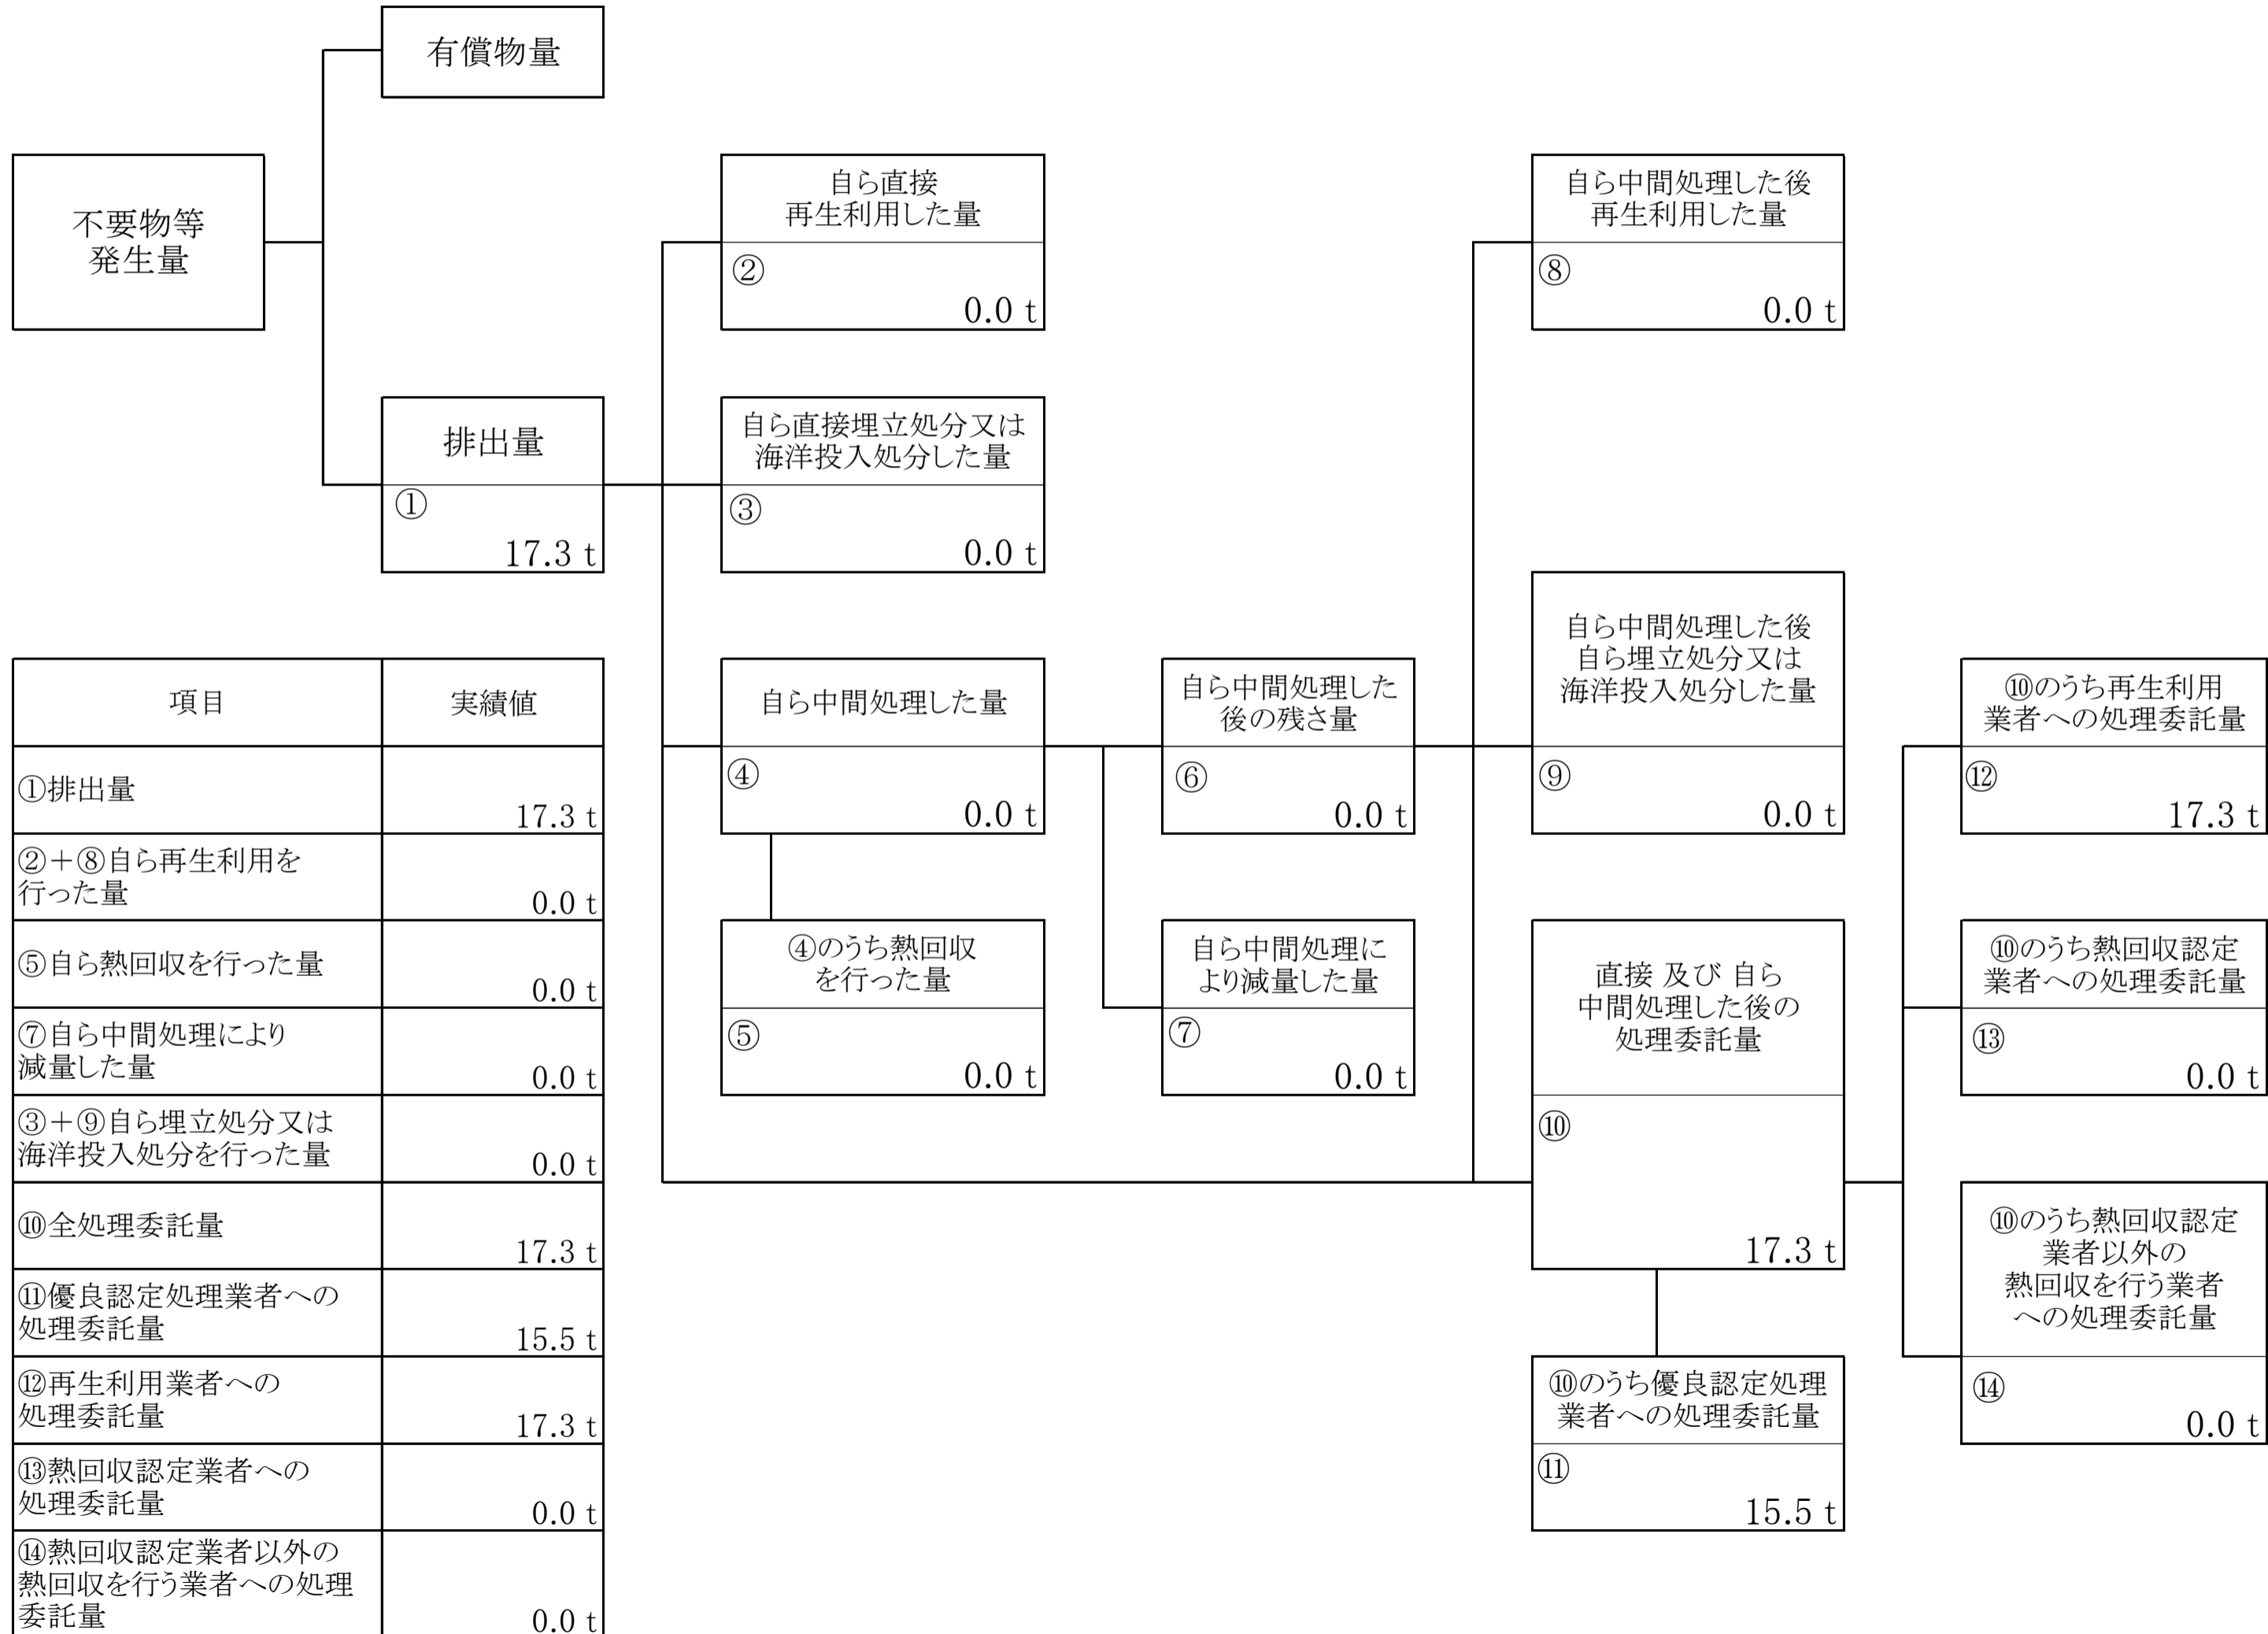 有償物量
不要物等
発生量
自ら直接
再生利用した量
②
0.0 t
自ら中間処理した後
再生利用した量
⑧
0.0 t
排出量
①
17.3 t
自ら直接埋立処分又は
海洋投入処分した量
③
0.0 t
自ら中間処理した量
④
0.0 t
自ら中間処理した
後の残さ量
⑥
0.0 t
自ら中間処理した後
自ら埋立処分又は
海洋投入処分した量
⑨
0.0 t
⑩のうち再生利用
業者への処理委託量
⑫
17.3 t
④のうち熱回収
を行った量
⑤
0.0 t
自ら中間処理に
より減量した量
⑦
0.0 t
直接 及び 自ら
中間処理した後の
処理委託量
⑩
17.3 t
⑩のうち熱回収認定
業者への処理委託量
⑬
0.0 t
⑩のうち熱回収認定
業者以外の
熱回収を行う業者
への処理委託量
⑭
0.0 t
⑩のうち優良認定処理
業者への処理委託量
⑪
15.5 t
項目 実績値
①排出量
17.3 t
②＋⑧自ら再生利用を
行った量
0.0 t
⑤自ら熱回収を行った量
0.0 t
⑦自ら中間処理により
減量した量
0.0 t
③＋⑨自ら埋立処分又は
海洋投入処分を行った量
0.0 t
⑩全処理委託量
17.3 t
⑪優良認定処理業者への
処理委託量
15.5 t
⑫再生利用業者への
処理委託量
17.3 t
⑬熱回収認定業者への
処理委託量
0.0 t
⑭熱回収認定業者以外の
熱回収を行う業者への処理
委託量
0.0 t